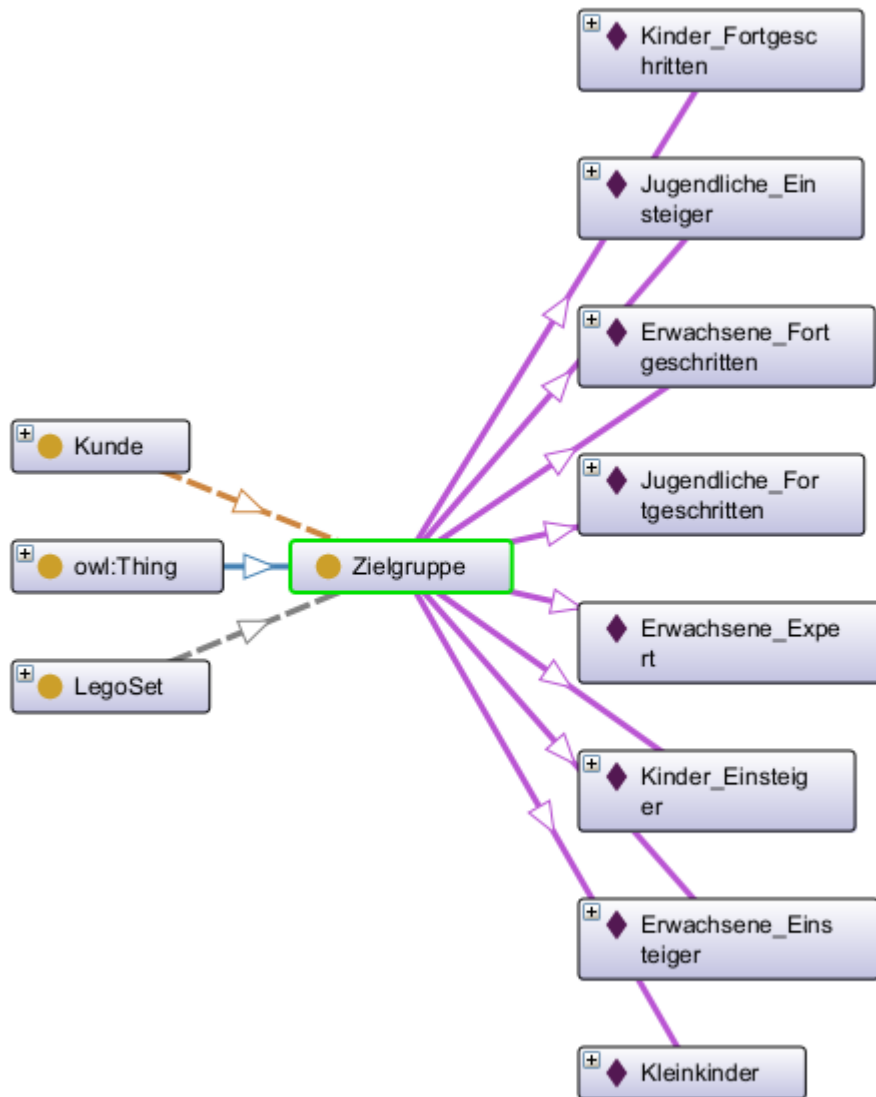 Kinder_Fortgesc
hritten
Jugendliche_Ein
steiger
Erwachsene_Fort
geschritten
Kunde
Jugendliche_For
tgeschritten
owl:Thing
Zielgruppe
Erwachsene_Expe
rt
LegoSet
Kinder_Einsteig
er
Erwachsene_Eins
teiger
Kleinkinder